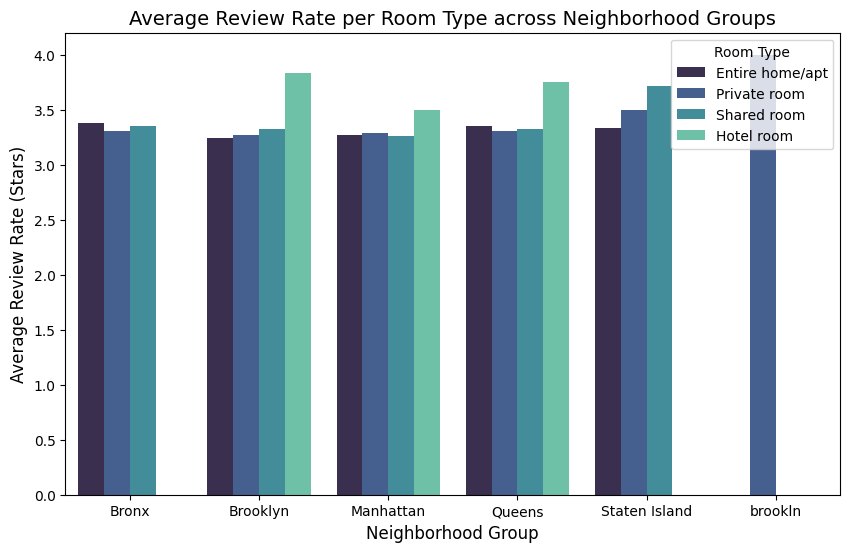 Average Review Rate per Room Type across Neighborhood Groups
Average Review Rate (Stars)
4.0
3.5
3.0
2.5
2.0
1.5
1.0
0.5
0.0
Room Type
Entire home/apt
Private room
Shared room
Hotel room
Bronx
Brooklyn
Manhattan
Queens
Staten Island
brookln
Neighborhood Group